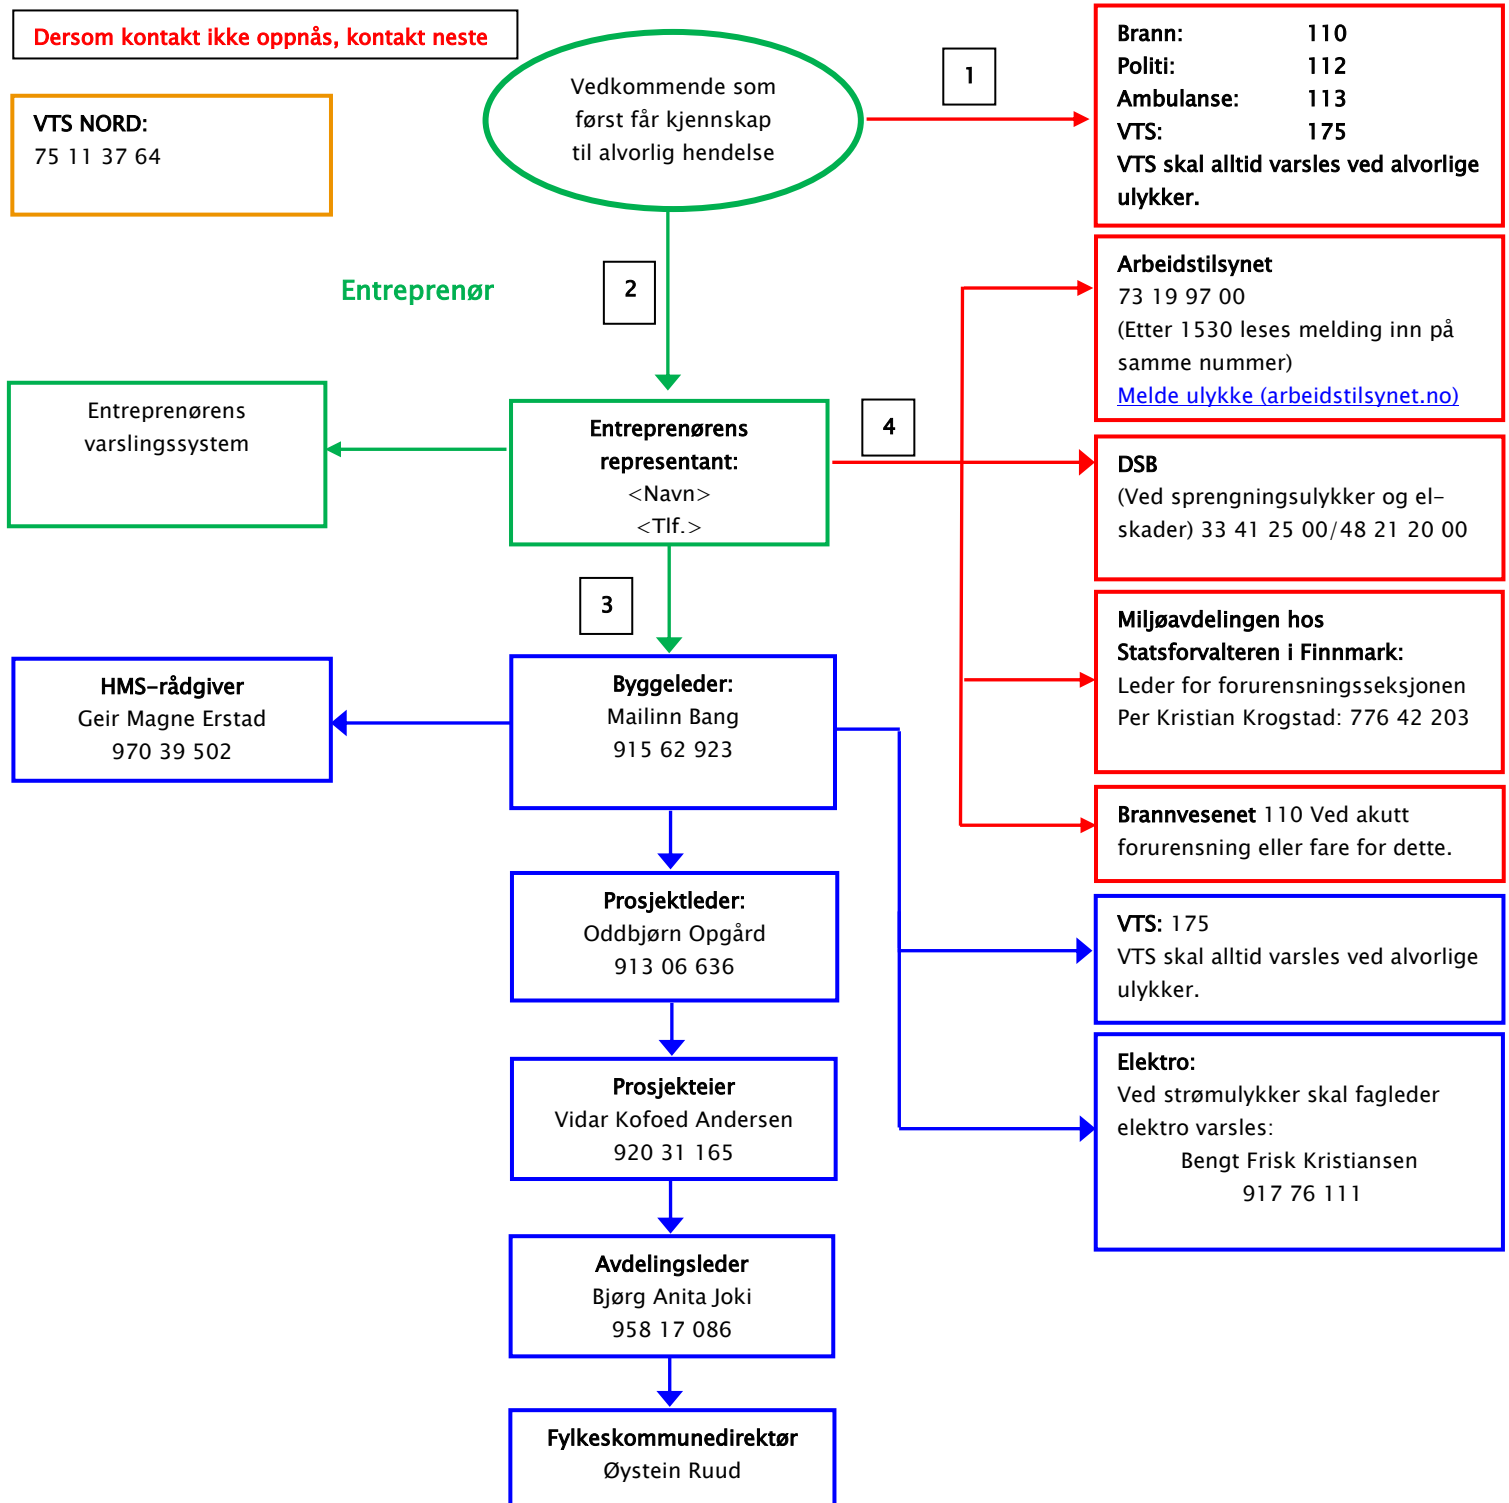 Dersom kontakt ikke oppnås, kontakt neste
VTS NORD:
75 11 37 64
Vedkommende som
først får kjennskap
til alvorlig hendelse
1
Brann: 110
Politi: 112
Ambulanse: 113
VTS: 175
VTS skal alltid varsles ved alvorlige
ulykker.
Entreprenør
2
Arbeidstilsynet
73 19 97 00
(Etter 1530 leses melding inn på
samme nummer)
Melde ulykke (arbeidstilsynet.no)
Entreprenørens
varslingssystem
Entreprenørens
representant:
<Navn>
<Tlf.>
4
DSB
(Ved sprengningsulykker og el-
skader) 33 41 25 00/48 21 20 00
3
Miljøavdelingen hos
Statsforvalteren i Finnmark:
Leder for forurensningsseksjonen
Per Kristian Krogstad: 776 42 203
HMS-rådgiver
Geir Magne Erstad
970 39 502
Byggeleder:
Mailinn Bang
915 62 923
Brannvesenet 110 Ved akutt
forurensning eller fare for dette.
Prosjektleder:
Oddbjørn Opgård
913 06 636
VTS: 175
VTS skal alltid varsles ved alvorlige
ulykker.
Prosjekteier
Vidar Kofoed Andersen
920 31 165
Elektro:
Ved strømulykker skal fagleder
elektro varsles:
Bengt Frisk Kristiansen
917 76 111
Avdelingsleder
Bjørg Anita Joki
958 17 086
Fylkeskommunedirektør
Øystein Ruud